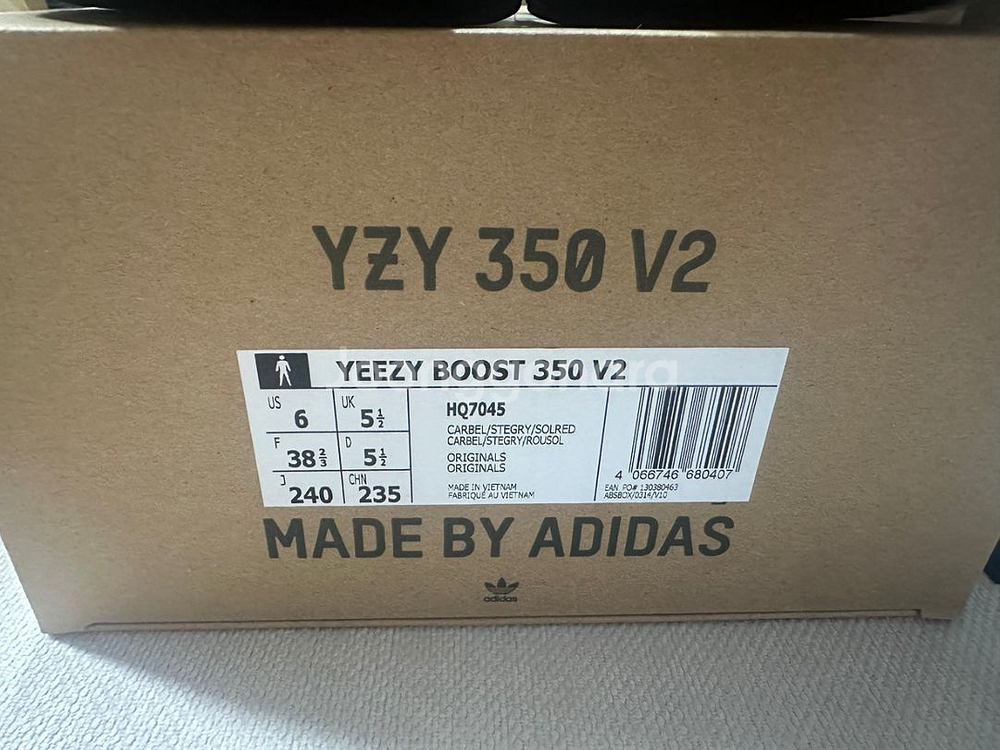 YZY 350 V2
YEEZY BOOST 350 V2
US 6 UK 5½
F 38⅔ D 5½
J 240 CHN 235
HQ7045
CARBEL/STEGRY/SOLRED
CARBEL/STEGRY/ROUSOL
ORIGINALS
ORIGINALS
MADE IN VIETNAM
FABRIQUÉ AU VIETNAM
4 066746 680407
EAN PO# 130380463
ABSBOX/0314/V10
MADE BY ADIDAS
adidas